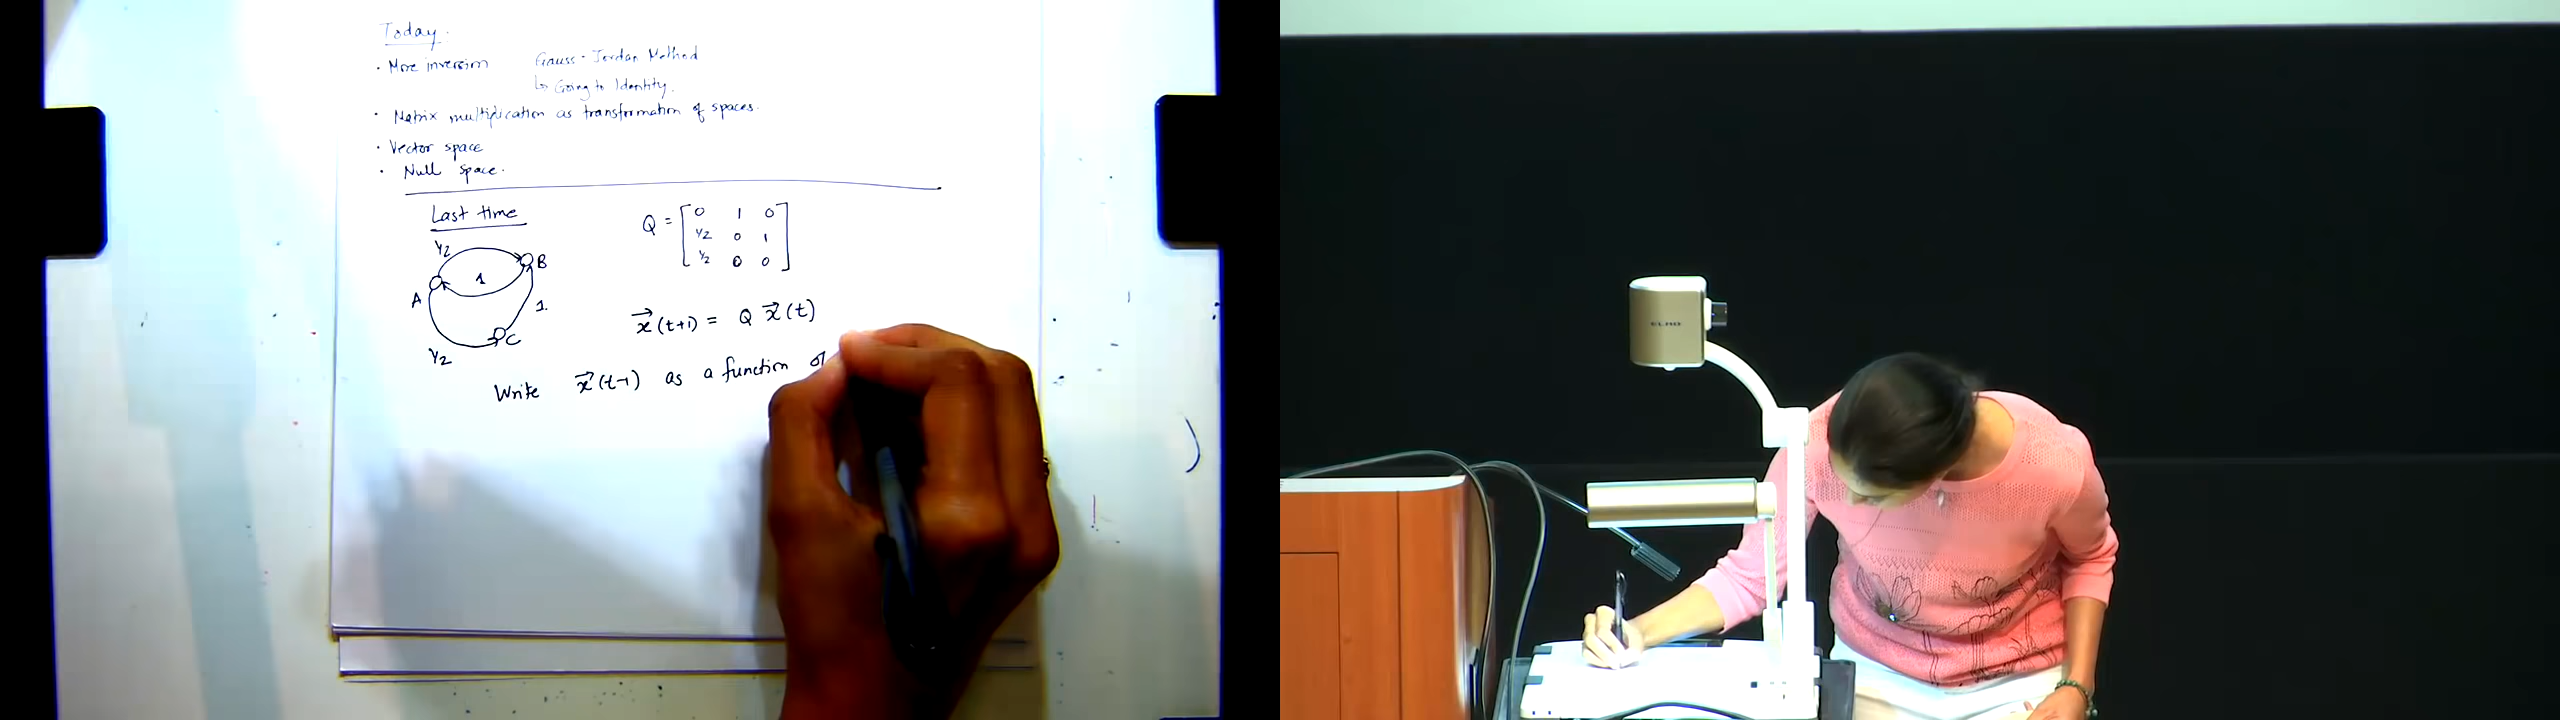 Today.
· More inversion Gauss-Jordan Method
↳ Going to Identity.
· Matrix multiplication as transformation of spaces.
· Vector space
· Null space.
Last time
Q = [0 1 0
1/2 0 1
1/2 0 0]
1/2
B
1
A
1.
C
1/2
x⃗(t+1) = Q x⃗(t)
Write x⃗(t-1) as a function of
ELMO